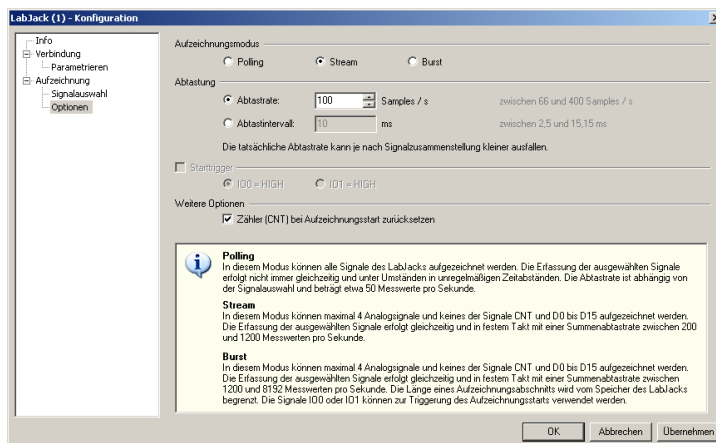 LabJack (1) - Konfiguration
Info
Verbindung
Parametrieren
Aufzeichnung
Signalauswahl
Optionen
Aufzeichnungsmodus
Polling
Stream
Burst
Abtastung
Abtastrate:
100
Samples / s
zwischen 66 und 400 Samples / s
Abtastintervall:
10
ms
zwischen 2,5 und 15,15 ms
Die tatsächliche Abtastrate kann je nach Signalzusammenstellung kleiner ausfallen.
Starttrigger
IO0 = HIGH
IO1 = HIGH
Weitere Optionen
Zähler (CNT) bei Aufzeichnungsstart zurücksetzen
Polling
In diesem Modus können alle Signale des LabJacks aufgezeichnet werden. Die Erfassung der ausgewählten Signale
erfolgt nicht immer gleichzeitig und unter Umständen in unregelmäßigen Zeitabständen. Die Abtastrate ist abhängig von
der Signalauswahl und beträgt etwa 50 Messwerte pro Sekunde.
Stream
In diesem Modus können maximal 4 Analogsignale und keines der Signale CNT und D0 bis D15 aufgezeichnet werden.
Die Erfassung der ausgewählten Signale erfolgt gleichzeitig und in festem Takt mit einer Summenabtastrate zwischen 200
und 1200 Messwerten pro Sekunde.
Burst
In diesem Modus können maximal 4 Analogsignale und keines der Signale CNT und D0 bis D15 aufgezeichnet werden.
Die Erfassung der ausgewählten Signale erfolgt gleichzeitig und in festem Takt mit einer Summenabtastrate zwischen
1200 und 8192 Messwerten pro Sekunde. Die Länge eines Aufzeichnungsabschnitts wird vom Speicher des LabJacks
begrenzt. Die Signale IO0 oder IO1 können zur Triggerung des Aufzeichnungsstarts verwendet werden.
OK
Abbrechen
Übernehmen